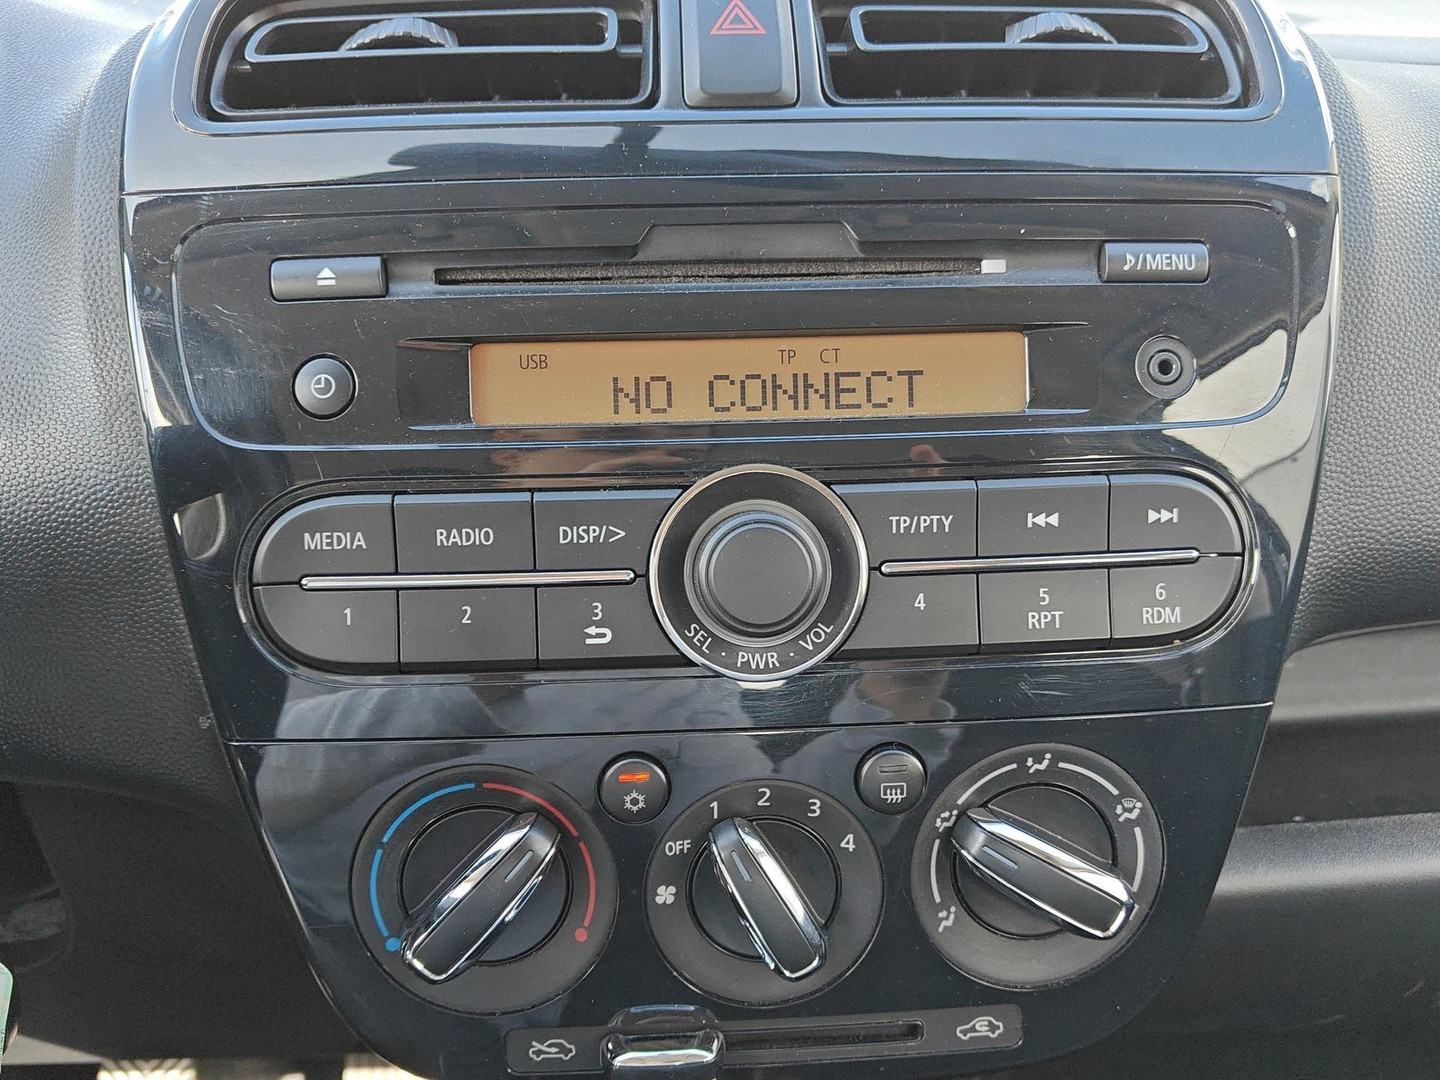 ♪/MENU
USB TP CT
NO CONNECT
MEDIA RADIO DISP/> TP/PTY
1 2 3 4 5 6
RPT RDM
SEL · PWR · VOL
OFF 1 2 3 4